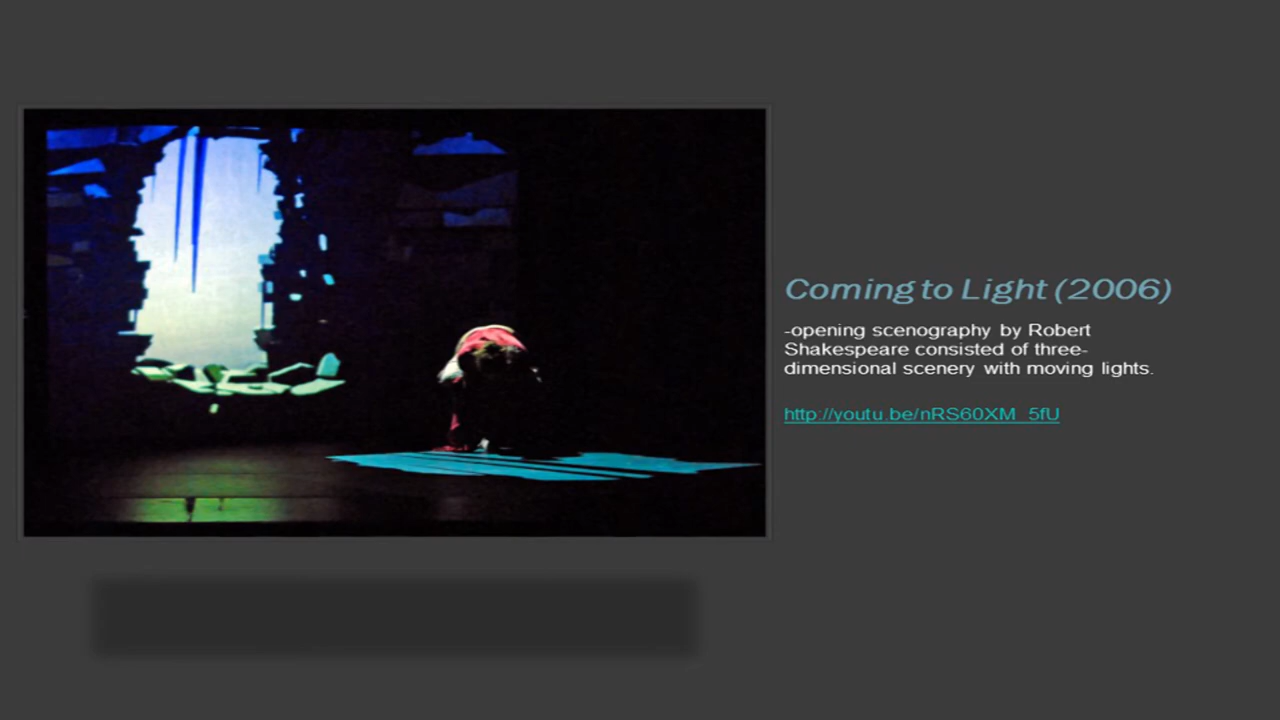 Coming to Light (2006)
-opening scenography by Robert
Shakespeare consisted of three-
dimensional scenery with moving lights.
http://youtu.be/nRS60XM_5fU